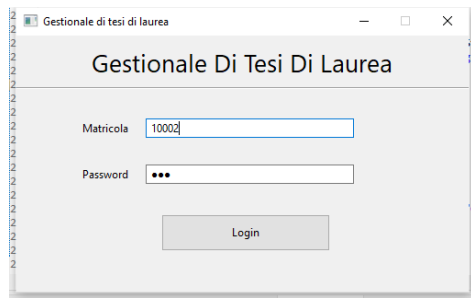 Gestionale di tesi di laurea
Gestionale Di Tesi Di Laurea
Matricola 10002
Password ●●●
Login